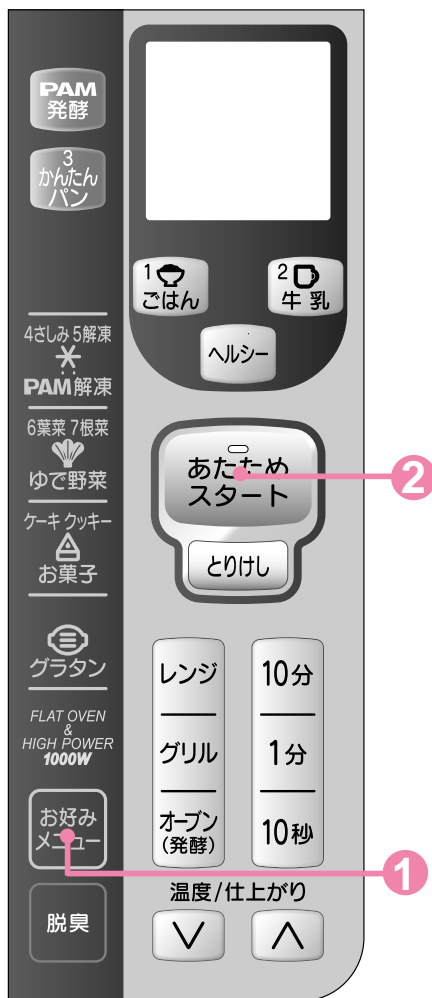 PAM
発酵
3
かんたん
パン
4さしみ 5解凍
PAM解凍
6葉菜 7根菜
ゆで野菜
ケーキ クッキー
お菓子
グラタン
FLAT OVEN
&
HIGH POWER
1000W
お好み
メニュー
脱臭
1
ごはん
2
牛乳
ヘルシー
あたため
スタート
とりけし
レンジ
グリル
オーブン
(発酵)
10分
1分
10秒
温度/仕上がり
2
1